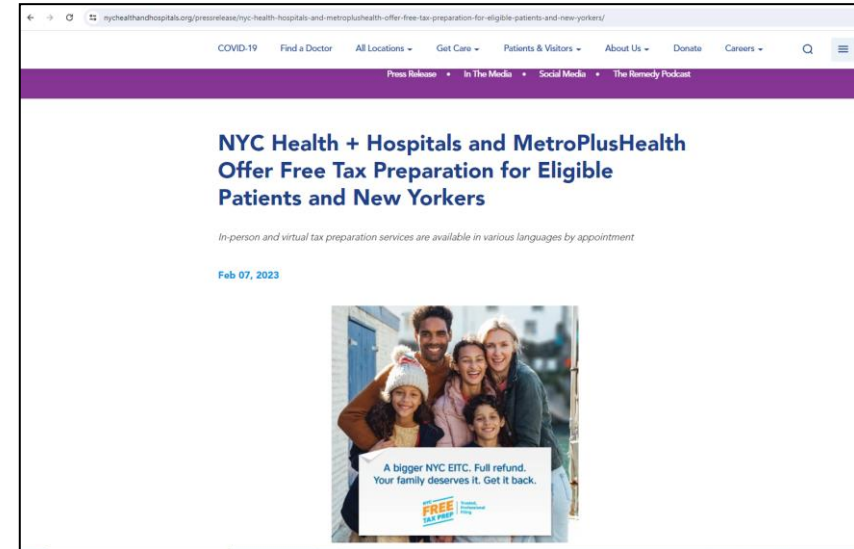 nychealthandhospitals.org/pressrelease/nyc-health-hospitals-and-metroplushealth-offer-free-tax-preparation-for-eligible-patients-and-new-yorkers/
COVID-19 Find a Doctor All Locations Get Care Patients & Visitors About Us Donate Careers
Press Release • In The Media • Social Media • The Remedy Podcast
NYC Health + Hospitals and MetroPlusHealth
Offer Free Tax Preparation for Eligible
Patients and New Yorkers
In-person and virtual tax preparation services are available in various languages by appointment
Feb 07, 2023
A bigger NYC EITC. Full refund.
Your family deserves it. Get it back.
NYC
FREE
TAX PREP
Trusted,
Professional
Filing